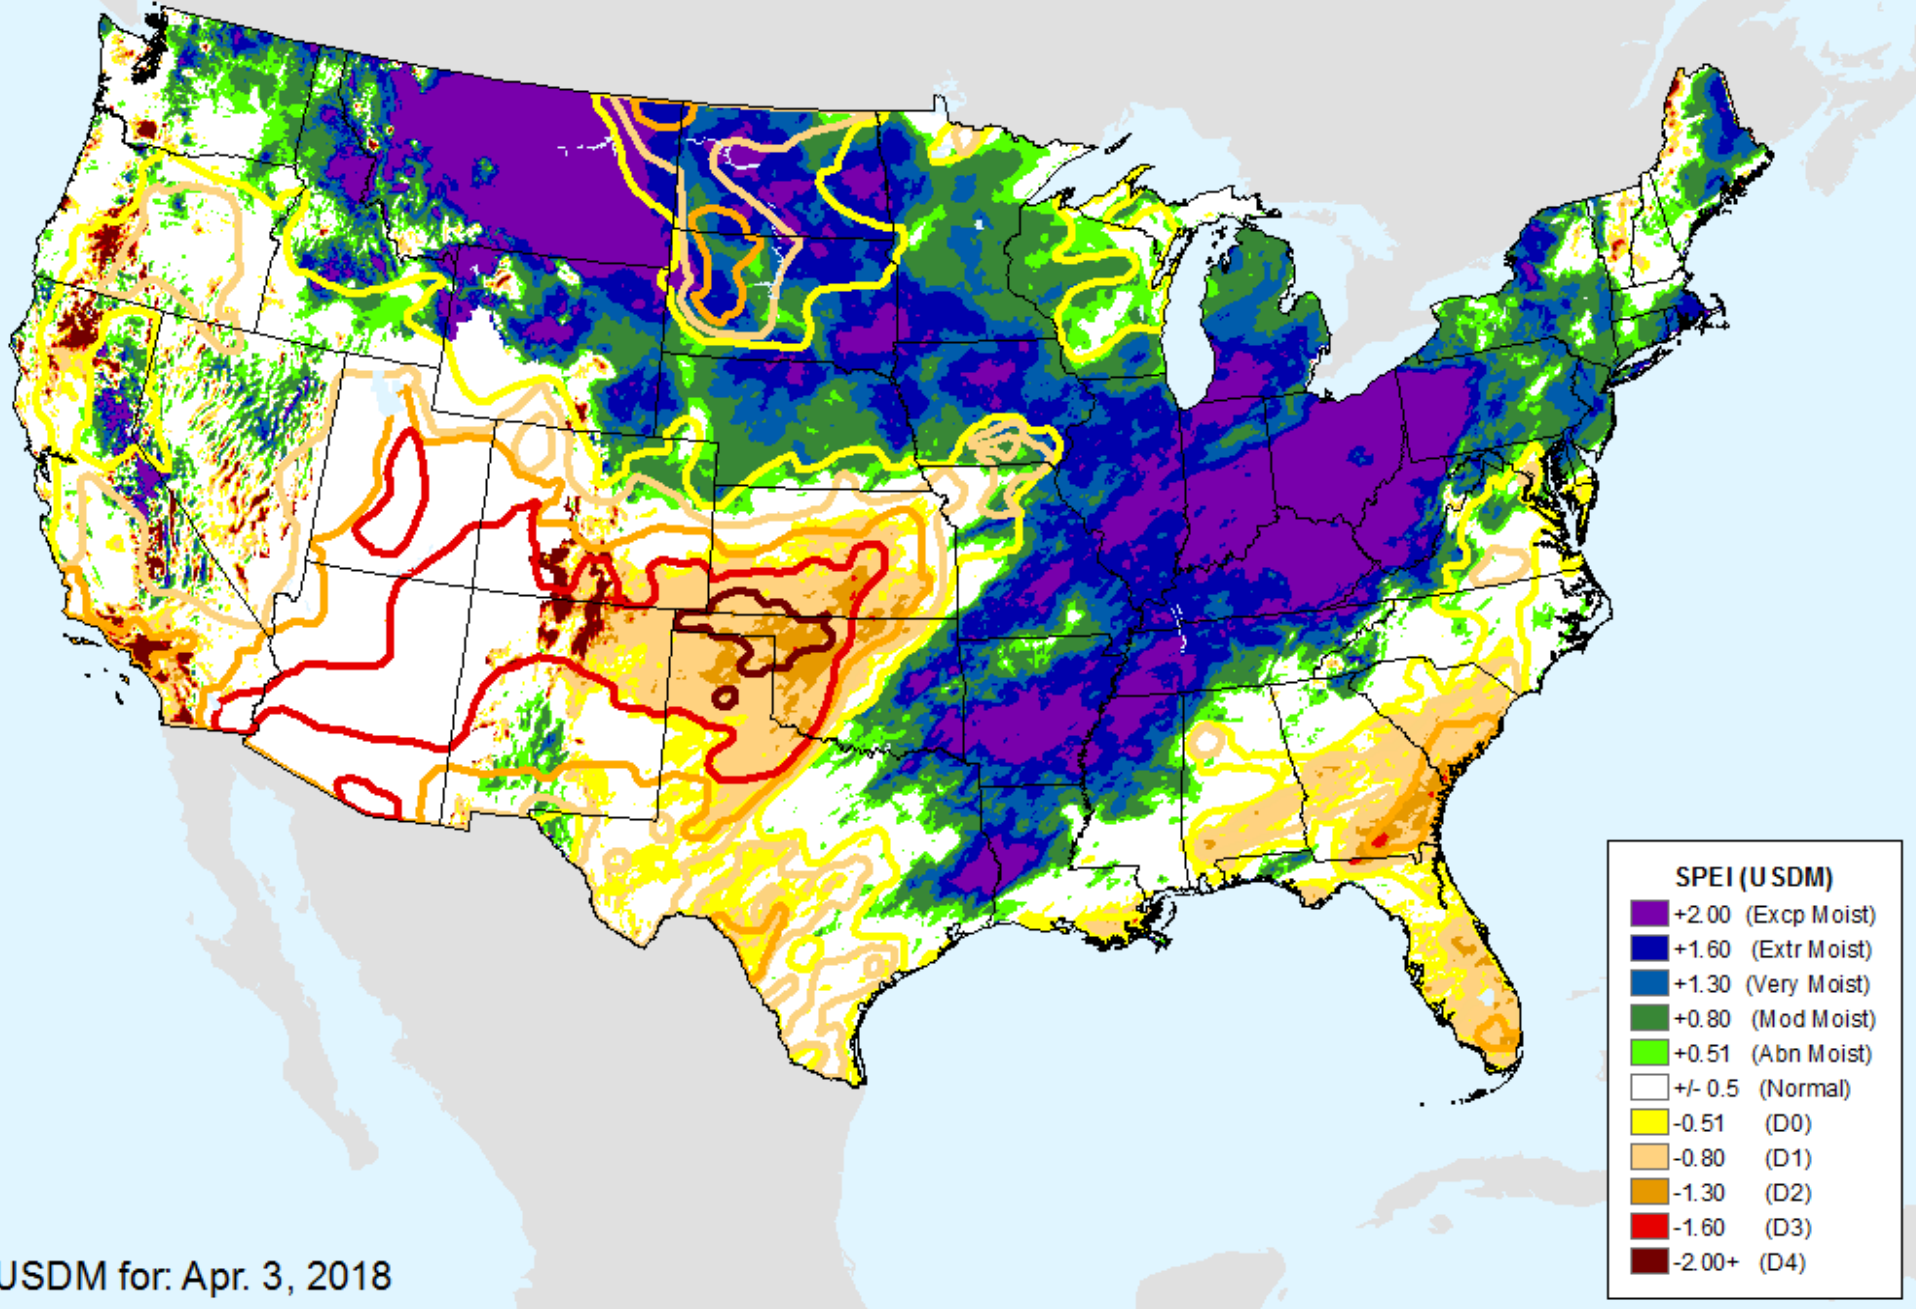 SPEI (USDM)
+2.00 (Excp Moist)
+1.60 (Extr Moist)
+1.30 (Very Moist)
+0.80 (Mod Moist)
+0.51 (Abn Moist)
+/- 0.5 (Normal)
-0.51 (D0)
-0.80 (D1)
-1.30 (D2)
-1.60 (D3)
-2.00+ (D4)
USDM for: Apr. 3, 2018